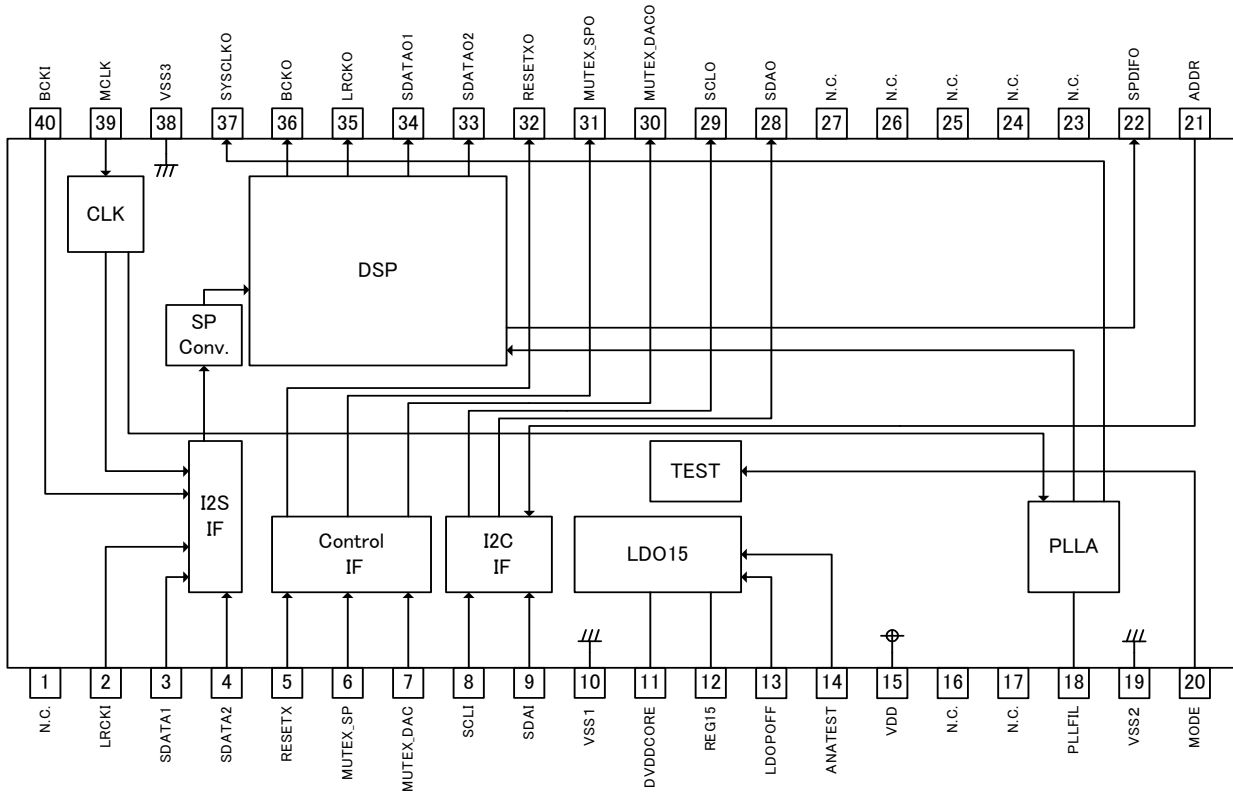 BCKI
MCLK
VSS3
SYSCLKO
BCKO
LRCKO
SDATAO1
SDATAO2
RESETXO
MUTEX_SPO
MUTEX_DACO
SCLO
SDAO
N.C.
N.C.
N.C.
N.C.
N.C.
SPDIFO
ADDR
40
39
38
37
36
35
34
33
32
31
30
29
28
27
26
25
24
23
22
21
CLK
DSP
SP
Conv.
I2S
IF
Control
IF
I2C
IF
TEST
LDO15
PLLA
1
2
3
4
5
6
7
8
9
10
11
12
13
14
15
16
17
18
19
20
N.C.
LRCKI
SDATA1
SDATA2
RESETX
MUTEX_SP
MUTEX_DAC
SCLI
SDAI
VSS1
DVDDCORE
REG15
LDOPOFF
ANATEST
VDD
N.C.
N.C.
PLLFIL
VSS2
MODE